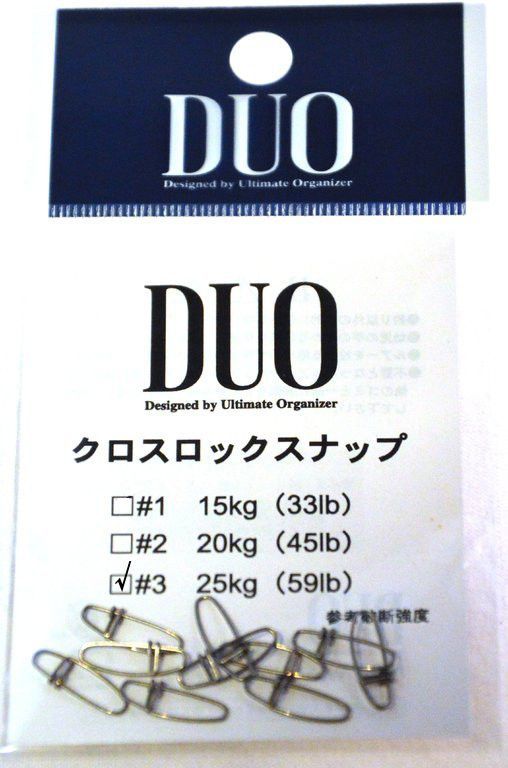 DUO
Designed by Ultimate Organizer
DUO
Designed by Ultimate Organizer
クロスロックスナップ
☐#1 15kg (33lb)
☐#2 20kg (45lb)
☑#3 25kg (59lb)
参考耐断強度